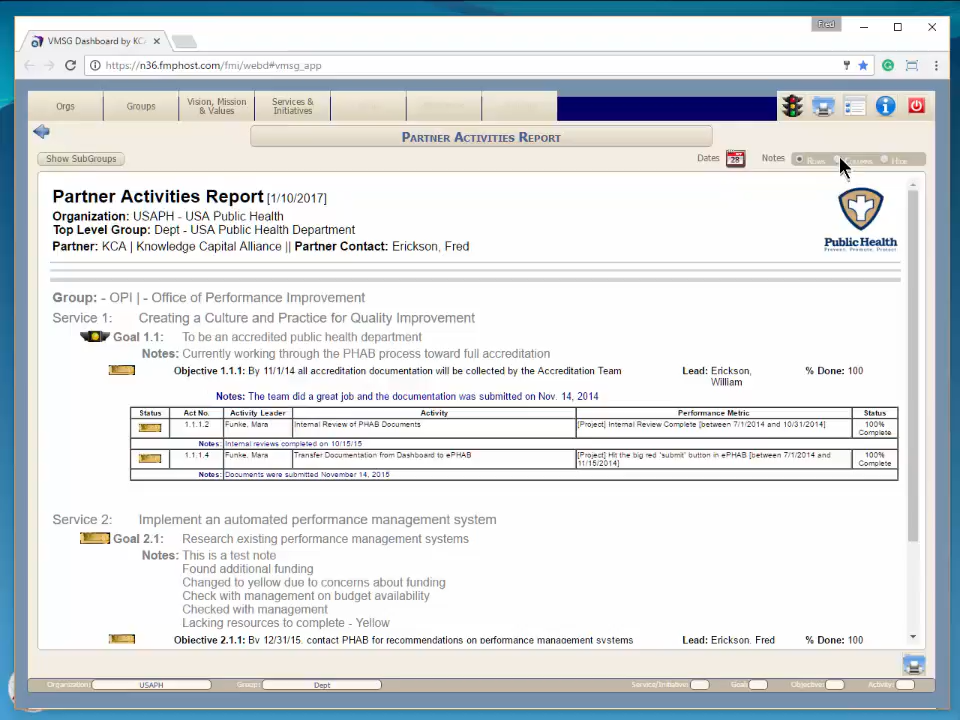 Fred
VMSG Dashboard by KCA
https://n36.fmphost.com/fmi/webd#vmsg_app
Orgs
Groups
Vision, Mission
& Values
Services &
Initiatives
PARTNER ACTIVITIES REPORT
Show SubGroups
Dates
28
Notes
Rows
Hide
Partner Activities Report [1/10/2017]
Organization: USAPH - USA Public Health
Top Level Group: Dept - USA Public Health Department
Partner: KCA | Knowledge Capital Alliance || Partner Contact: Erickson, Fred
Public Health
Prevent. Promote. Protect.
Group: - OPI | - Office of Performance Improvement
Service 1: Creating a Culture and Practice for Quality Improvement
Goal 1.1: To be an accredited public health department
Notes: Currently working through the PHAB process toward full accreditation
Objective 1.1.1: By 11/1/14 all accreditation documentation will be collected by the Accreditation Team Lead: Erickson, William % Done: 100
Notes: The team did a great job and the documentation was submitted on Nov. 14, 2014
Status Act No. Activity Leader Activity Performance Metric Status
1.1.1.2 Funke, Mara Internal Review of PHAB Documents [Project] Internal Review Complete [between 7/1/2014 and 10/31/2014] 100% Complete
Notes: Internal reviews completed on 10/15/15
1.1.1.4 Funke, Mara Transfer Documentation from Dashboard to ePHAB [Project] Hit the big red 'submit' button in ePHAB [between 7/1/2014 and 11/15/2014] 100% Complete
Notes: Documents were submitted November 14, 2015
Service 2: Implement an automated performance management system
Goal 2.1: Research existing performance management systems
Notes: This is a test note
Found additional funding
Changed to yellow due to concerns about funding
Check with management on budget availability
Checked with management
Lacking resources to complete - Yellow
Objective 2.1.1: By 12/31/15, contact PHAB for recommendations on performance management systems Lead: Erickson, Fred % Done: 100
Organization: USAPH Group: Dept Service/Initiative: Goal: Objective: Activity: